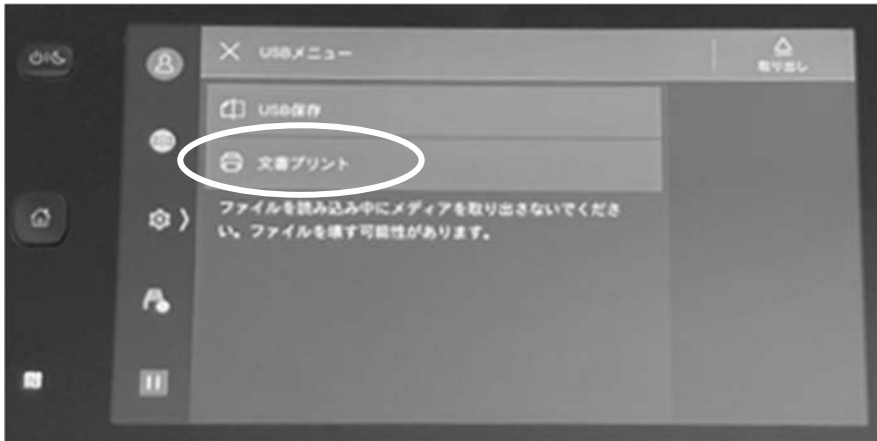 USBメニュー
取り出し
USB保存
文書プリント
ファイルを読み込み中にメディアを取り出さないでくださ
い。ファイルを壊す可能性があります。